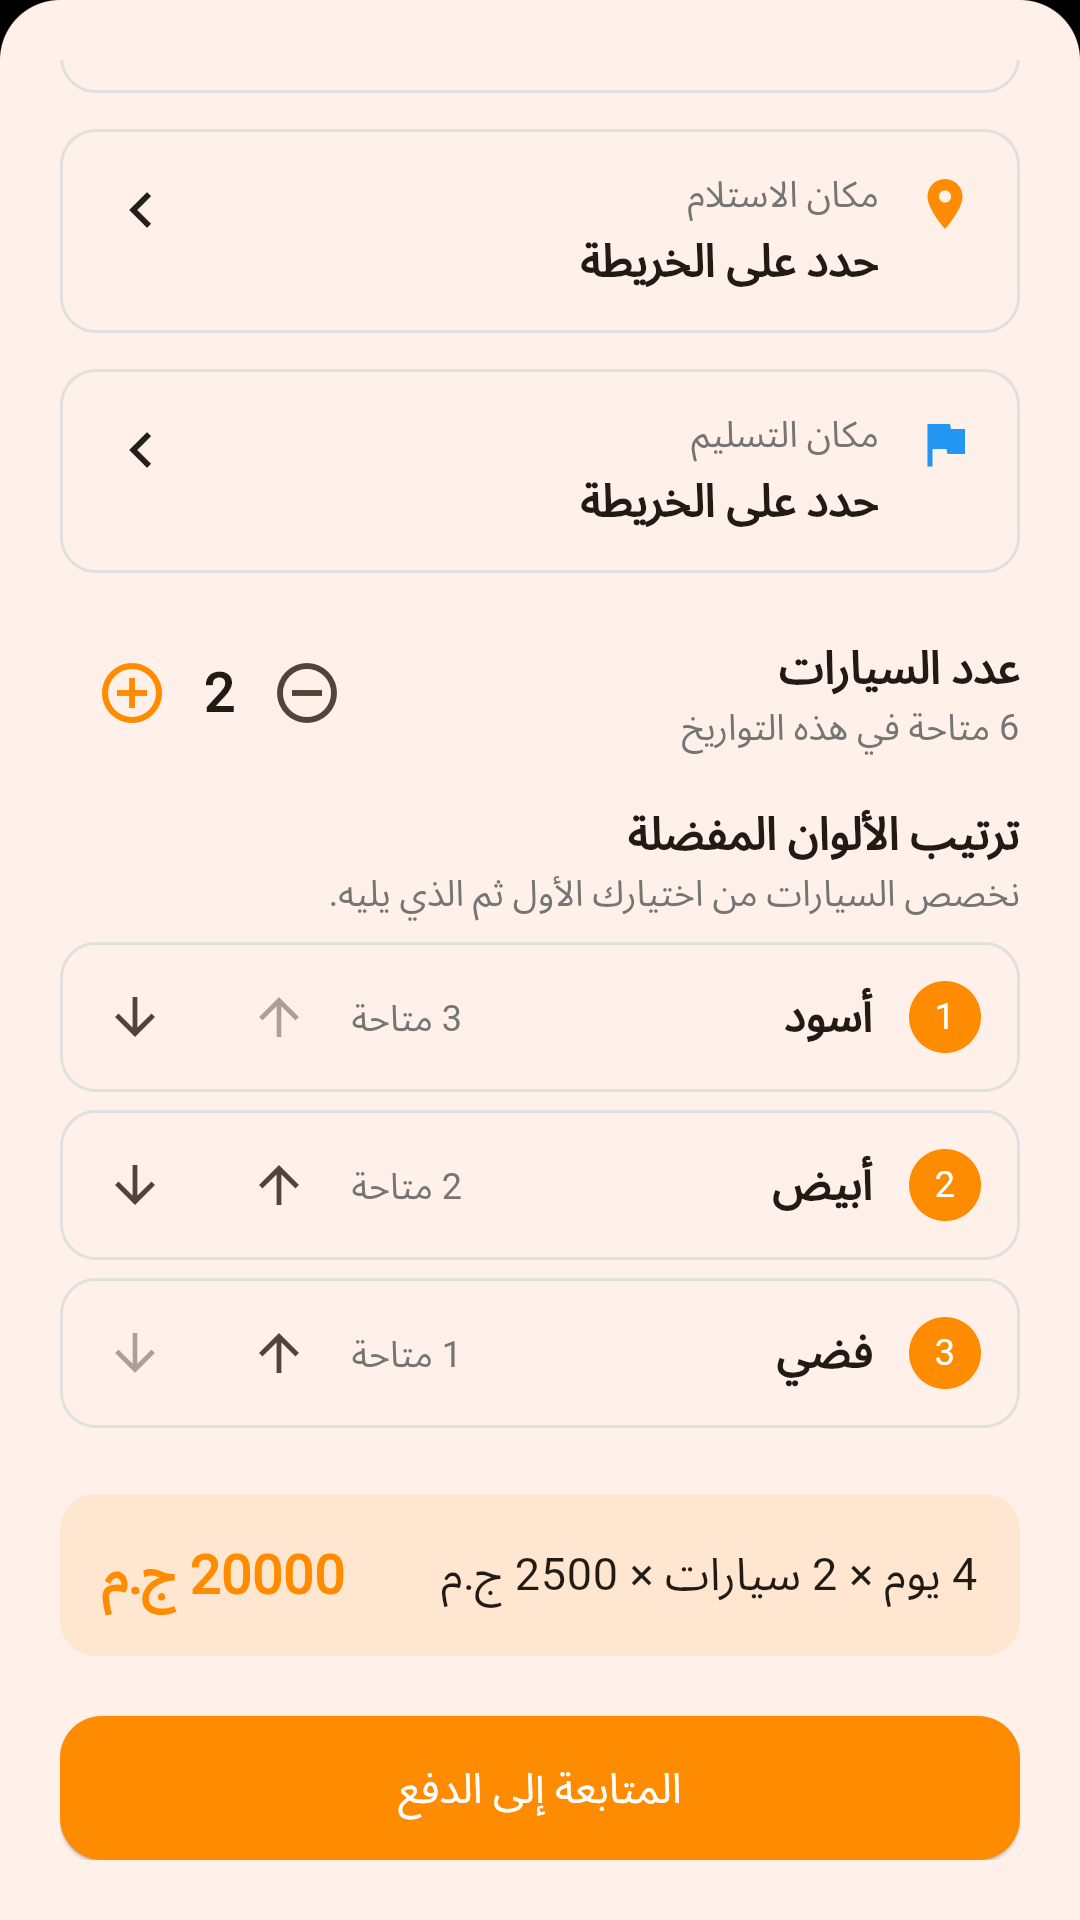 مكان الاستلام
حدد على الخريطة
مكان التسليم
حدد على الخريطة
عدد السيارات
6 متاحة في هذه التواريخ
2
ترتيب الألوان المفضلة
نخصص السيارات من اختيارك الأول ثم الذي يليه.
1 أسود 3 متاحة
2 أبيض 2 متاحة
3 فضي 1 متاحة
4 يوم × 2 سيارات × 2500 ج.م 20000 ج.م
المتابعة إلى الدفع